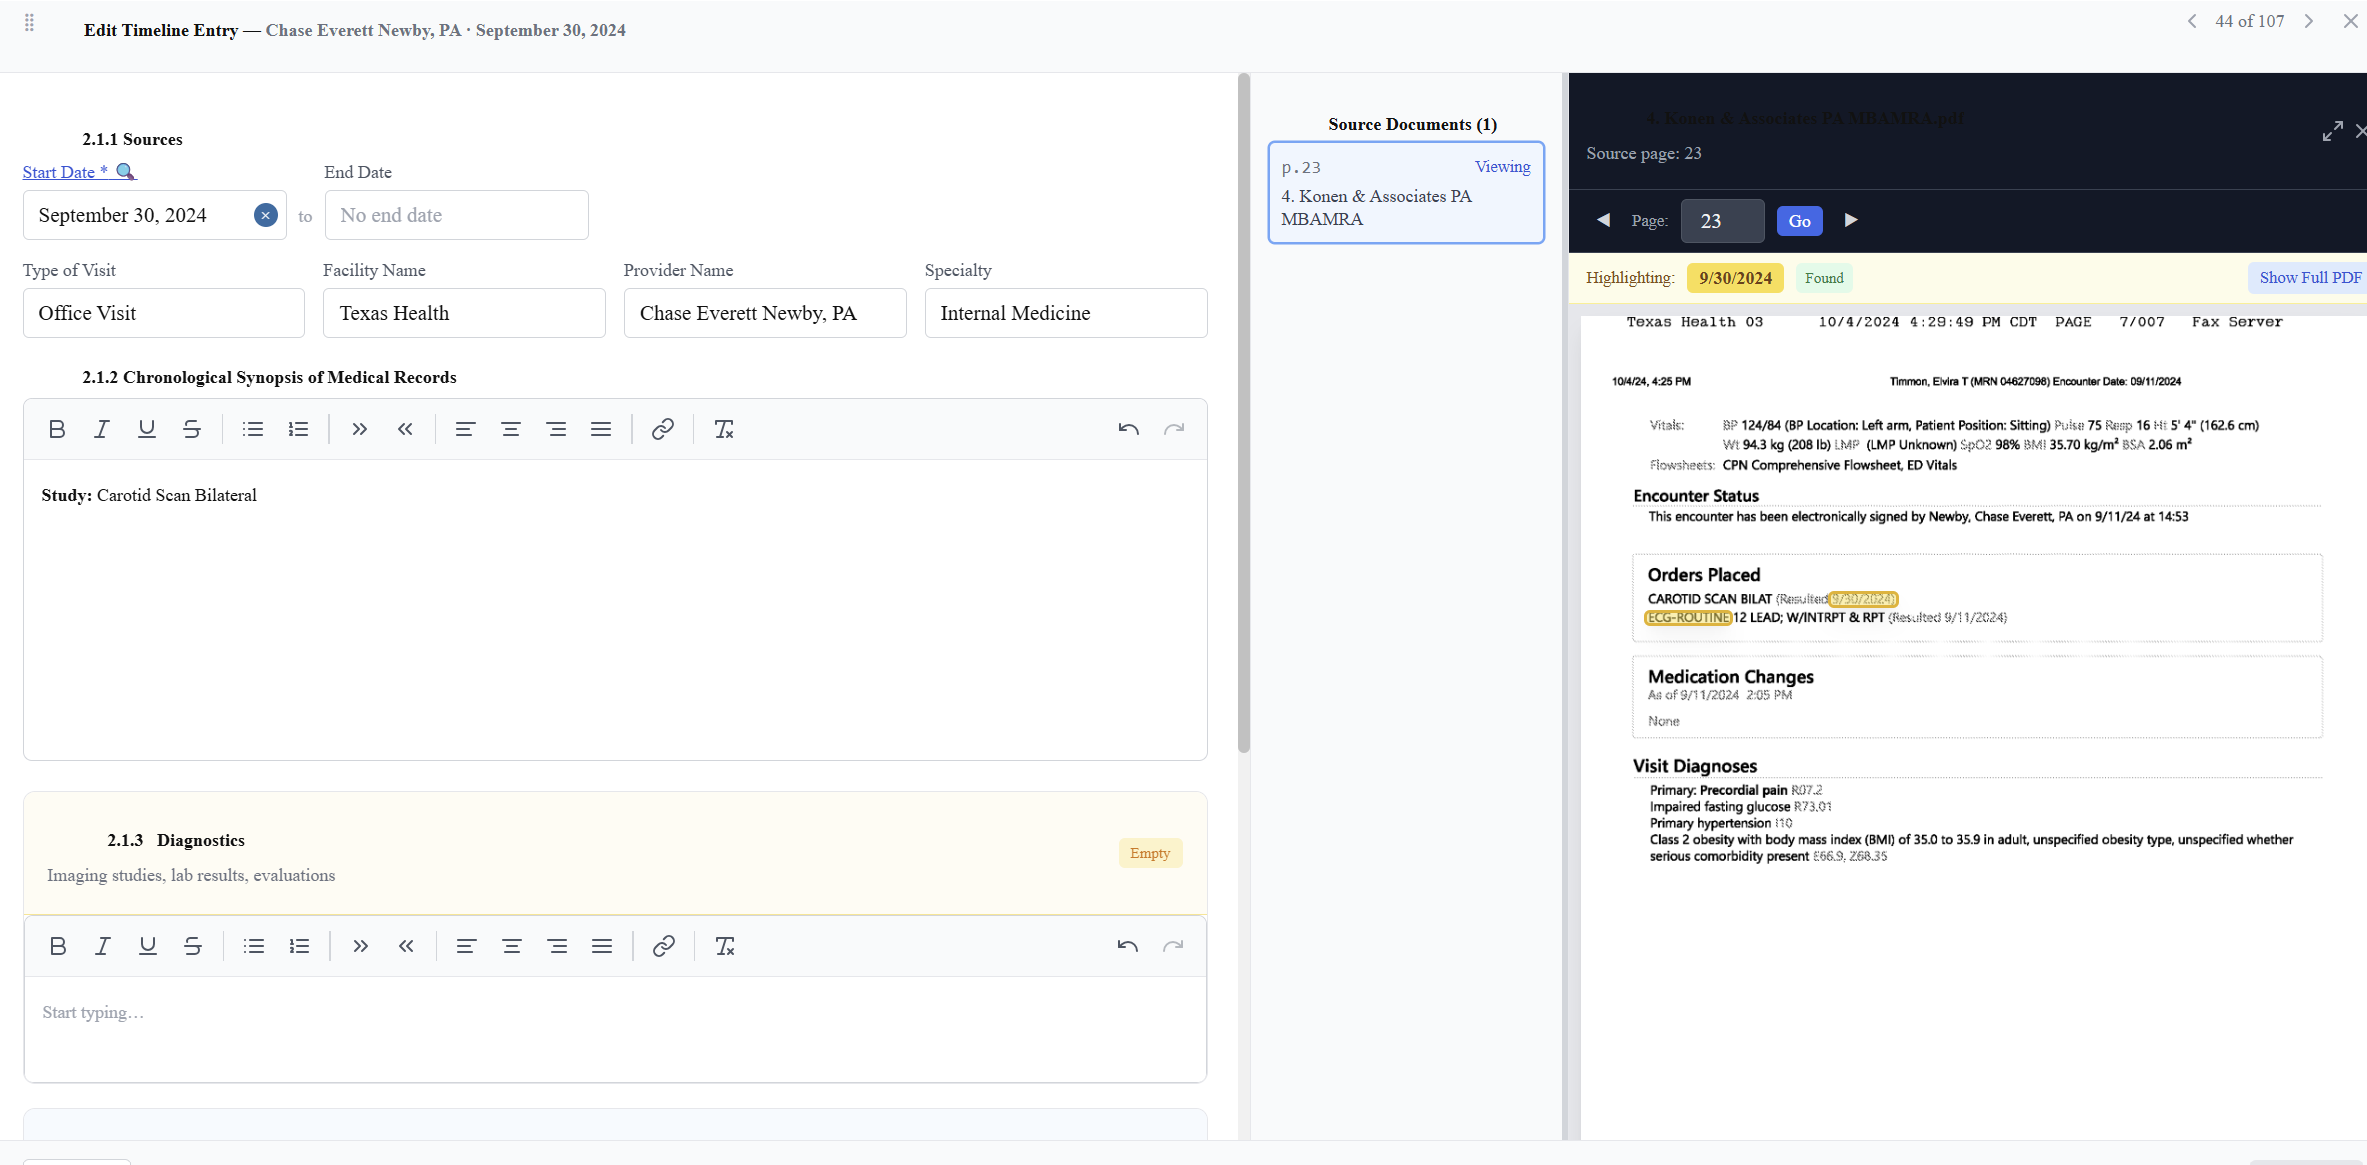 Edit Timeline Entry — Chase Everett Newby, PA · September 30, 2024
44 of 107
2.1.1 Sources
Start Date *
End Date
September 30, 2024
to
No end date
Type of Visit
Facility Name
Provider Name
Specialty
Office Visit
Texas Health
Chase Everett Newby, PA
Internal Medicine
2.1.2 Chronological Synopsis of Medical Records
Study: Carotid Scan Bilateral
2.1.3 Diagnostics
Empty
Imaging studies, lab results, evaluations
Start typing…
Source Documents (1)
p.23
Viewing
4. Konen & Associates PA
MBAMRA
4. Konen & Associates PA MBAMRA.pdf
Source page: 23
Page:
23
Go
Highlighting:
9/30/2024
Found
Show Full PDF
Texas Health 03 10/4/2024 4:29:49 PM CDT PAGE 7/007 Fax Server
10/4/24, 4:25 PM
Timmon, Elvira T (MRN 04627098) Encounter Date: 09/11/2024
Vitals: BP 124/84 (BP Location: Left arm, Patient Position: Sitting) Pulse 75 Resp 16 Ht 5' 4" (162.6 cm)
Wt 94.3 kg (208 lb) LMP (LMP Unknown) SpO2 98% BMI 35.70 kg/m² BSA 2.06 m²
Flowsheets: CPN Comprehensive Flowsheet, ED Vitals
Encounter Status
This encounter has been electronically signed by Newby, Chase Everett, PA on 9/11/24 at 14:53
Orders Placed
CAROTID SCAN BILAT (Resulted 9/30/2024)
ECG-ROUTINE 12 LEAD; W/INTRPT & RPT (Resulted 9/11/2024)
Medication Changes
As of 9/11/2024 2:05 PM
None
Visit Diagnoses
Primary: Precordial pain R07.2
Impaired fasting glucose R73.01
Primary hypertension I10
Class 2 obesity with body mass index (BMI) of 35.0 to 35.9 in adult, unspecified obesity type, unspecified whether
serious comorbidity present E66.9, Z68.35